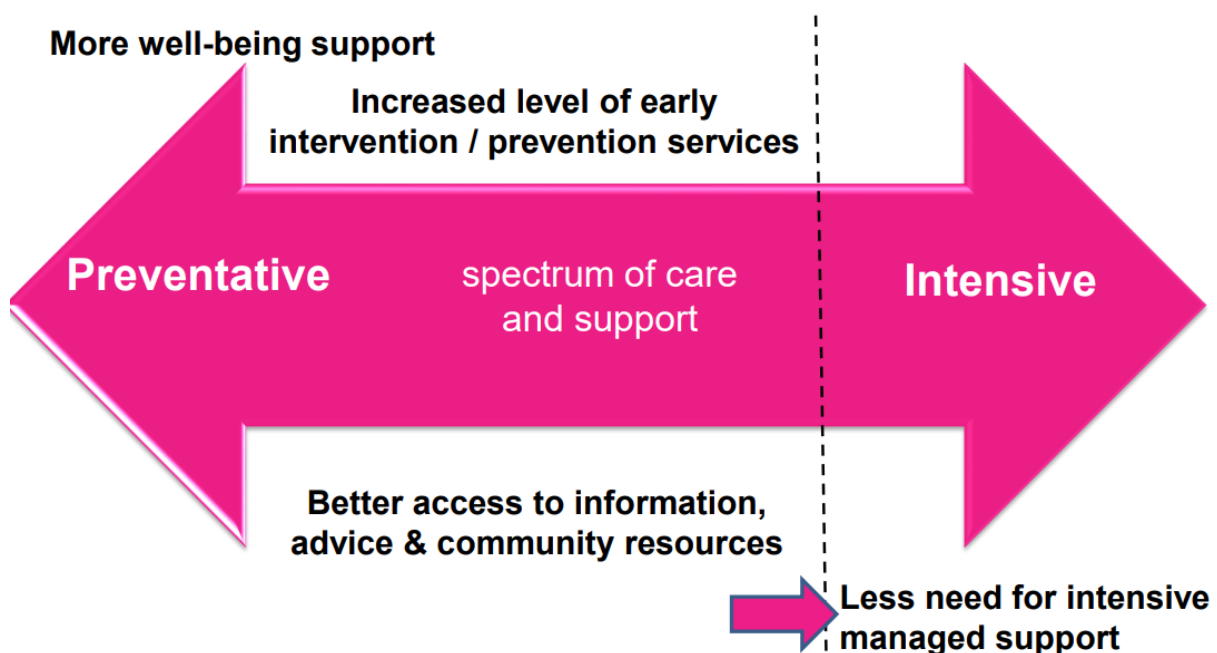 More well-being support
Increased level of early
intervention / prevention services
Preventative
spectrum of care
and support
Intensive
Better access to information,
advice & community resources
Less need for intensive
managed support